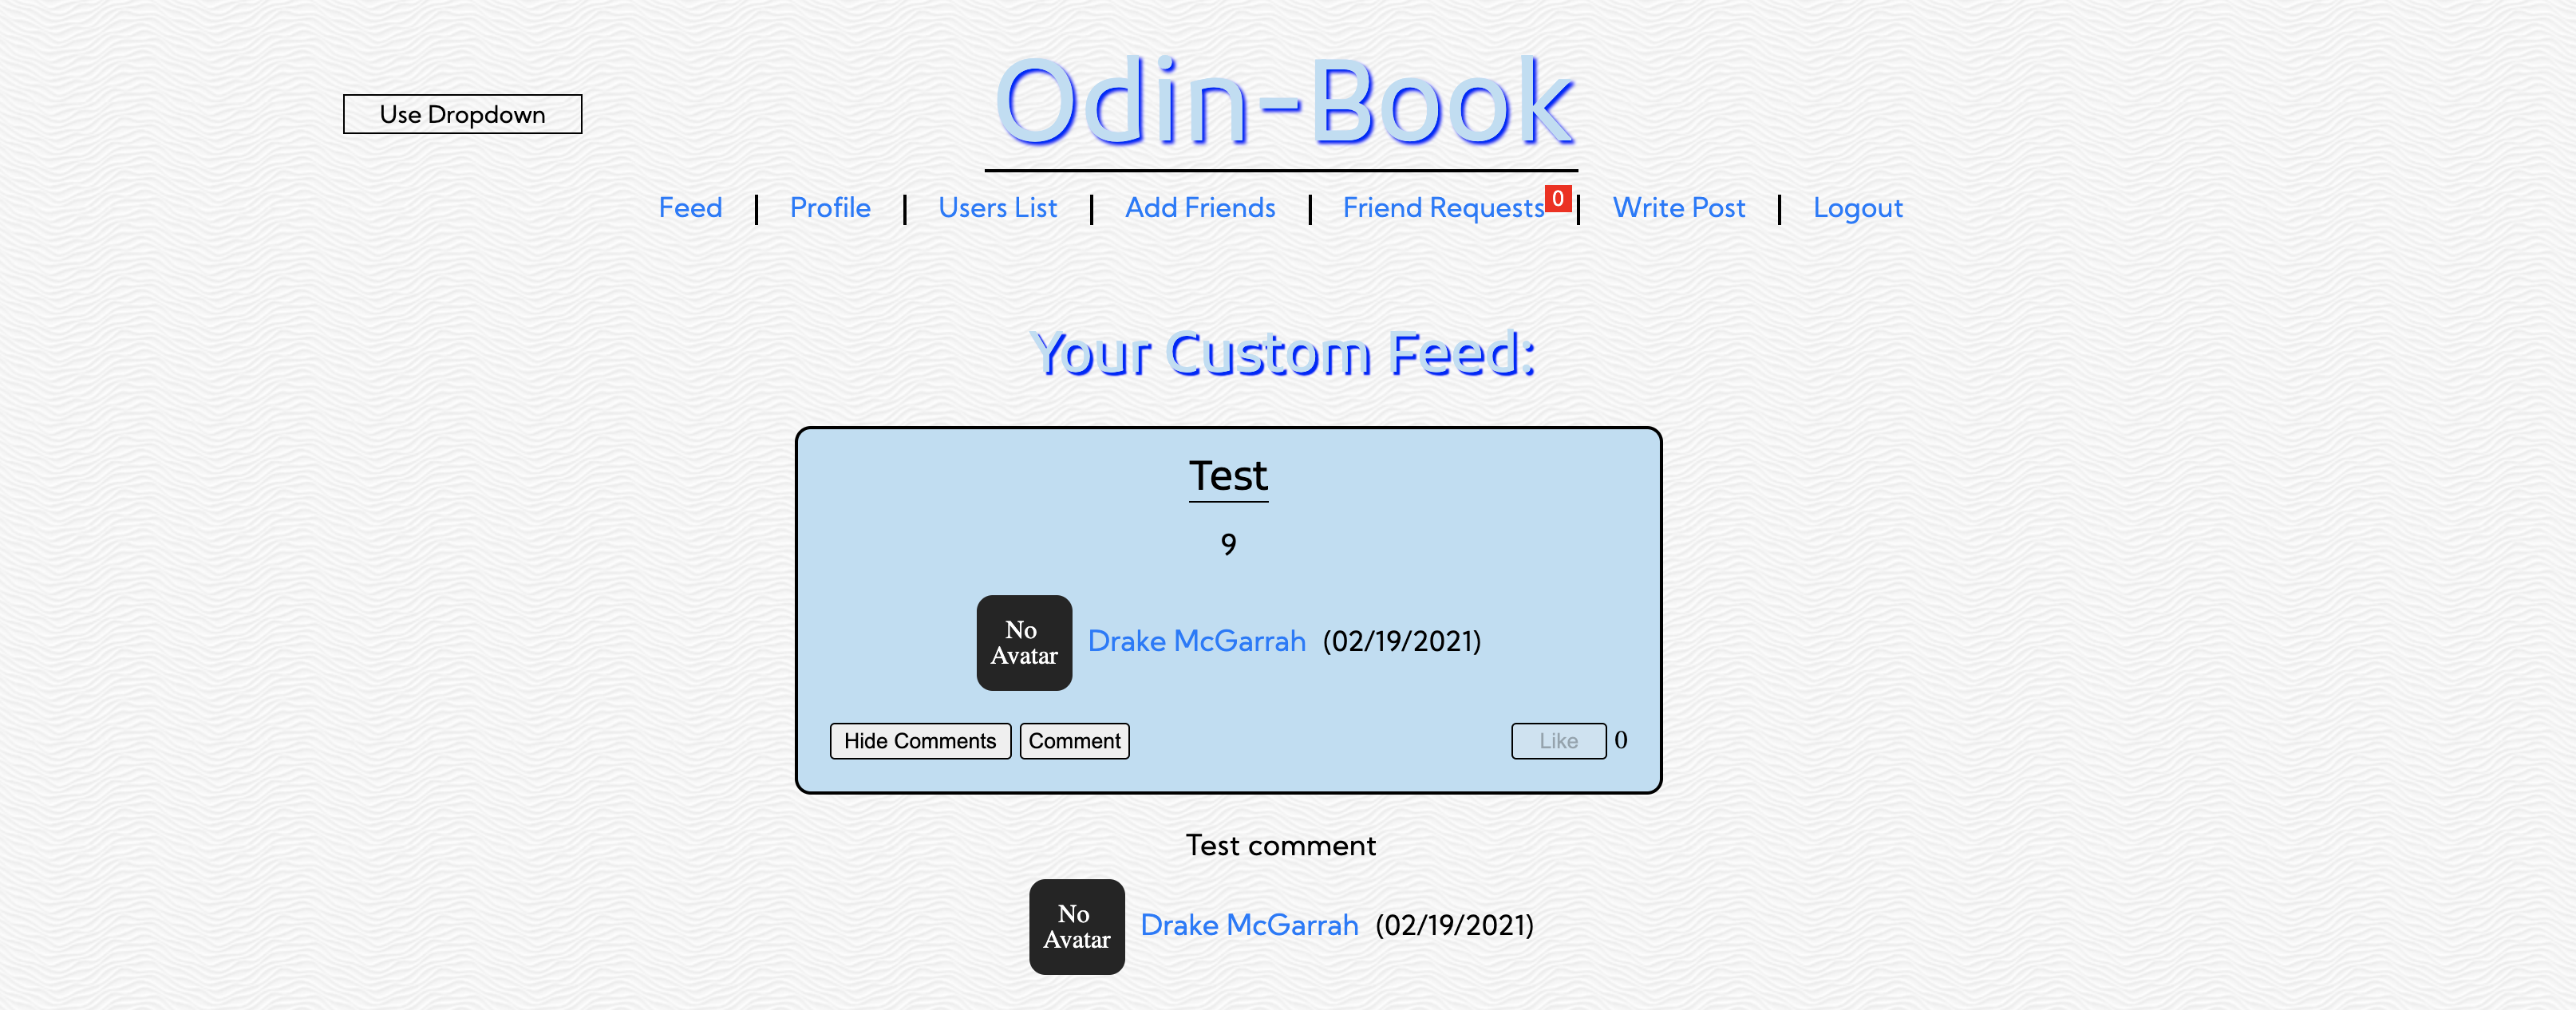 Use Dropdown
Odin-Book
Feed | Profile | Users List | Add Friends | Friend Requests 0 | Write Post | Logout
Your Custom Feed:
Test
9
No
Avatar
Drake McGarrah (02/19/2021)
Hide Comments Comment Like 0
Test comment
No
Avatar
Drake McGarrah (02/19/2021)